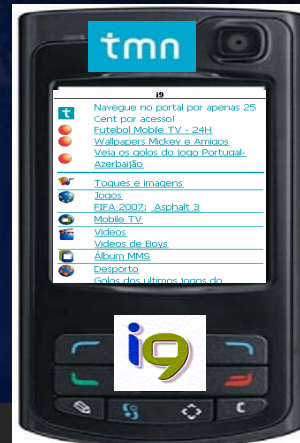 tmn
i9
t
Navegue no portal por apenas 25
Cent por acesso!
Futebol Mobile TV - 24H
Wallpapers Mickey e Amigos
Veja os golos do jogo Portugal-
Azerbaijão
Toques e imagens
Jogos
FIFA 2007; Asphalt 3
Mobile TV
Videos
Videos de Boys
Álbum MMS
Desporto
Golos dos ultimos jogos do
i9
C